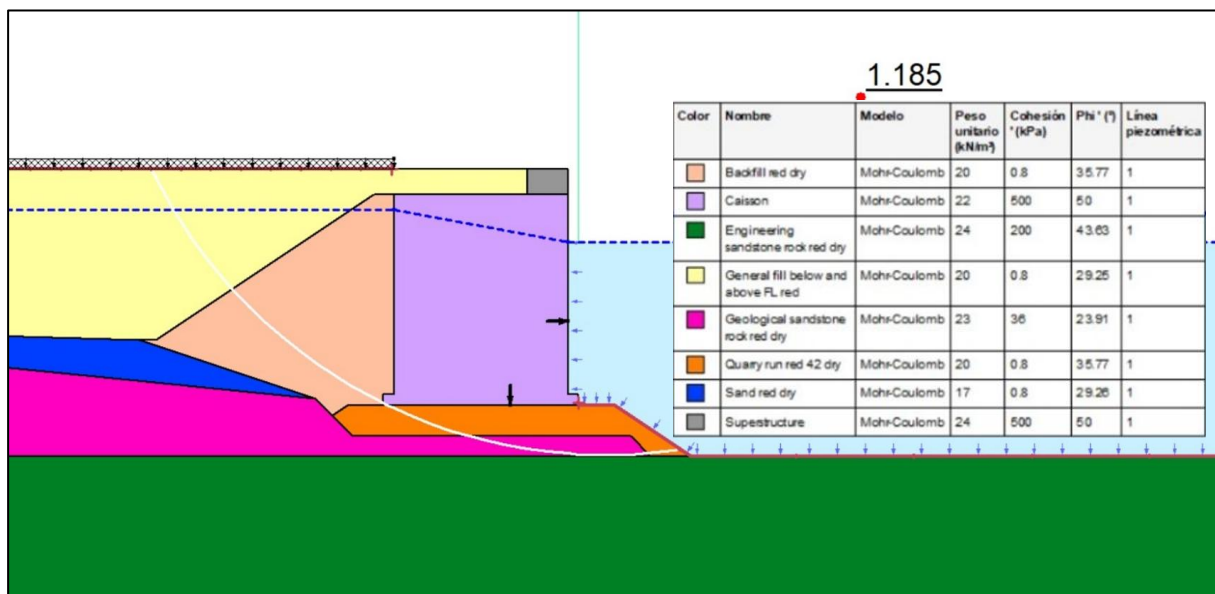 1.185
Color Nombre Modelo Peso unitario (kN/m³) Cohesión ' (kPa) Phi ' (°) Línea piezométrica
Backfill red dry Mohr-Coulomb 20 0.8 35.77 1
Caisson Mohr-Coulomb 22 500 50 1
Engineering sandstone rock red dry Mohr-Coulomb 24 200 43.63 1
General fill below and above FL red Mohr-Coulomb 20 0.8 29.25 1
Geological sandstone rock red dry Mohr-Coulomb 23 36 23.91 1
Quarry run red 42 dry Mohr-Coulomb 20 0.8 35.77 1
Sand red dry Mohr-Coulomb 17 0.8 29.26 1
Superstructure Mohr-Coulomb 24 500 50 1